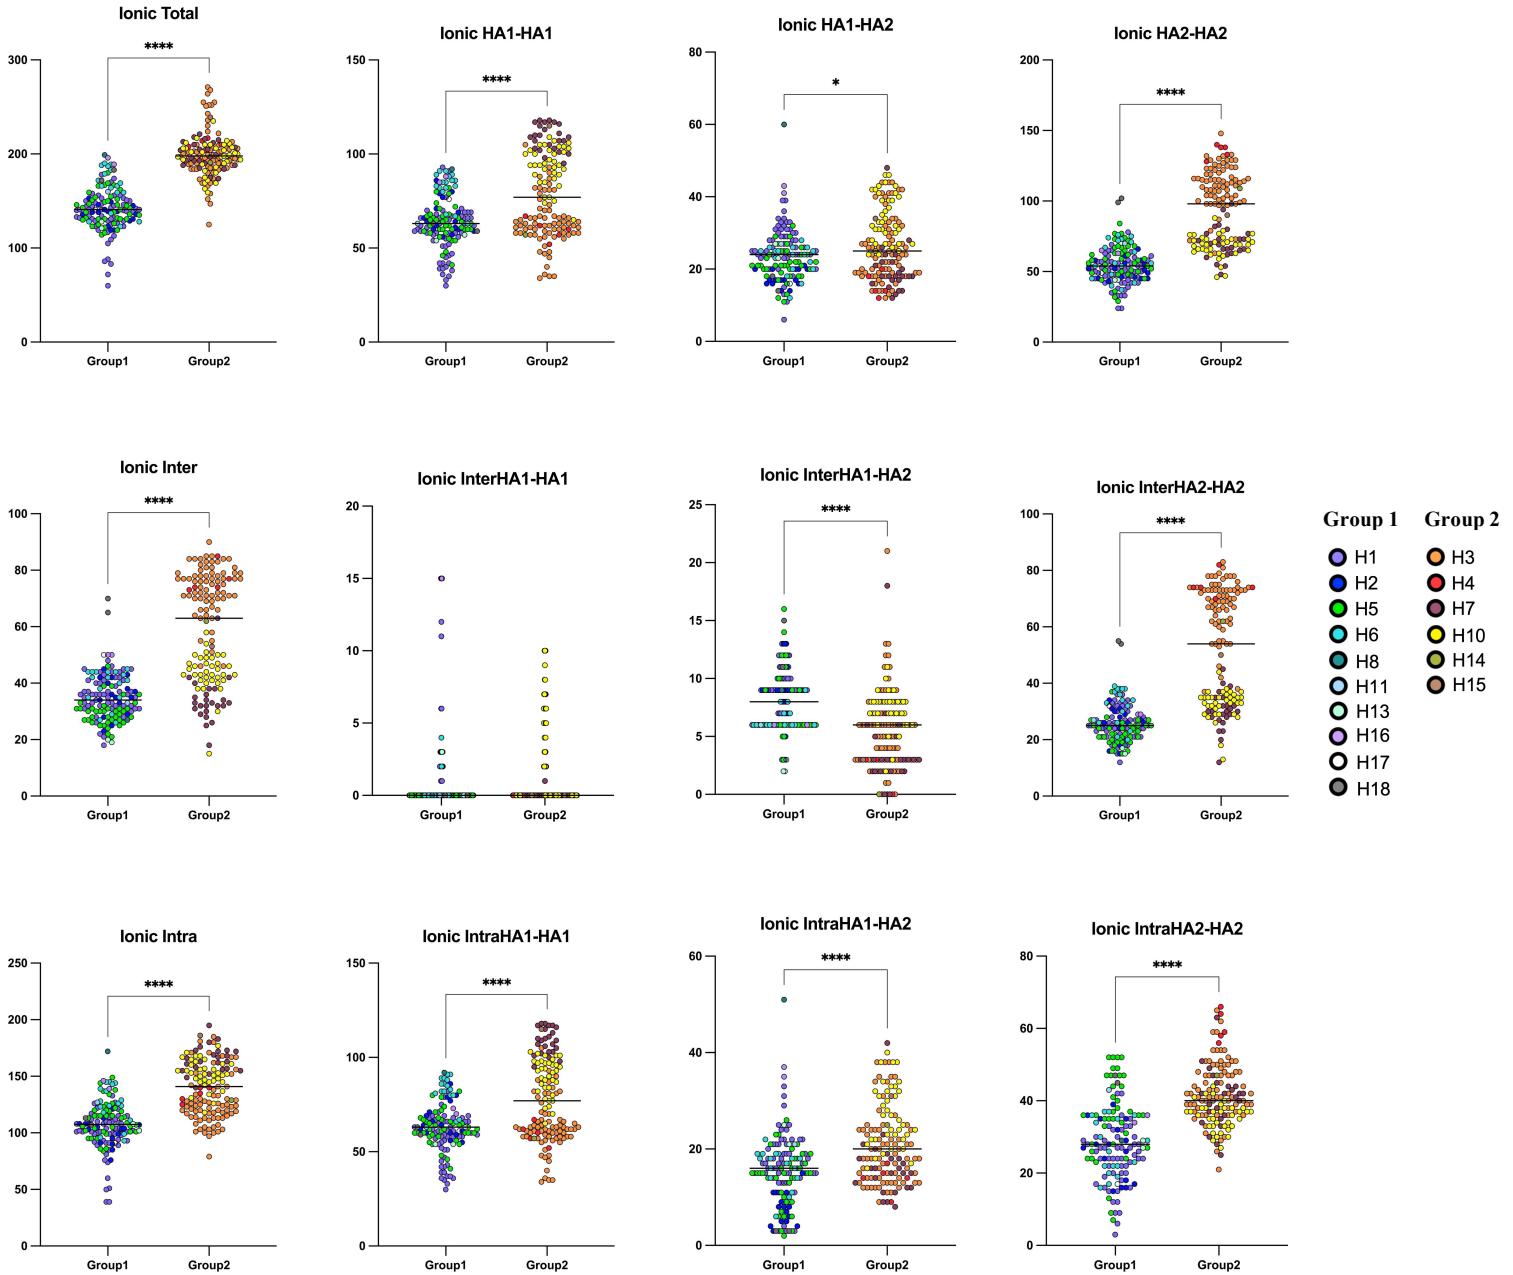 Ionic Total
****
300
200
100
0
Group1 Group2
Ionic HA1-HA1
****
150
100
50
0
Group1 Group2
Ionic HA1-HA2
*
80
60
40
20
0
Group1 Group2
Ionic HA2-HA2
****
200
150
100
50
0
Group1 Group2
Ionic Inter
****
100
80
60
40
20
0
Group1 Group2
Ionic InterHA1-HA1
20
15
10
5
0
Group1 Group2
Ionic InterHA1-HA2
****
25
20
15
10
5
0
Group1 Group2
Ionic InterHA2-HA2
****
100
80
60
40
20
0
Group1 Group2
Group 1 Group 2
H1 H3
H2 H4
H5 H7
H6 H10
H8 H14
H11 H15
H13
H16
H17
H18
Ionic Intra
****
250
200
150
100
50
0
Group1 Group2
Ionic IntraHA1-HA1
****
150
100
50
0
Group1 Group2
Ionic IntraHA1-HA2
****
60
40
20
0
Group1 Group2
Ionic IntraHA2-HA2
****
80
60
40
20
0
Group1 Group2